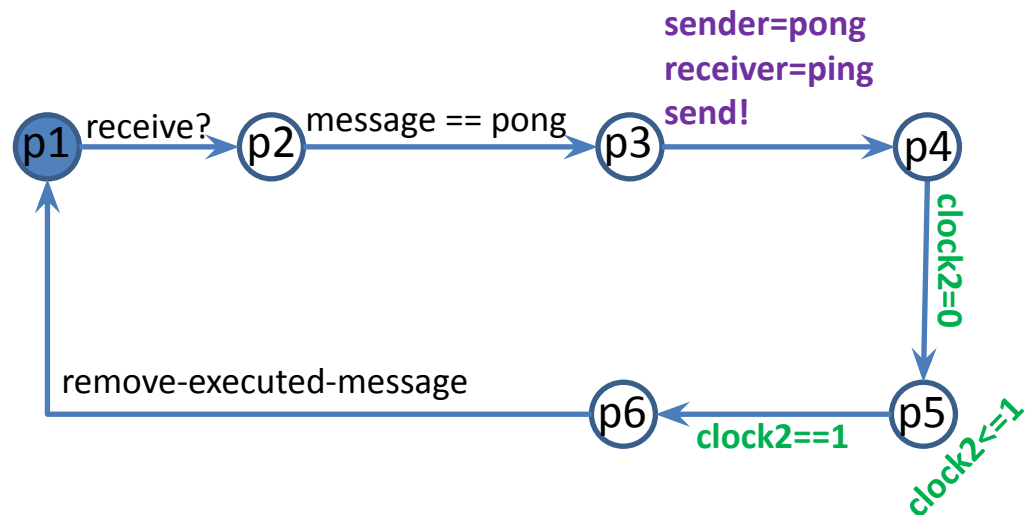 sender=pong
receiver=ping
send!
receive?
message == pong
p1
p2
p3
p4
clock2=0
remove-executed-message
p6
clock2==1
p5
clock2<=1